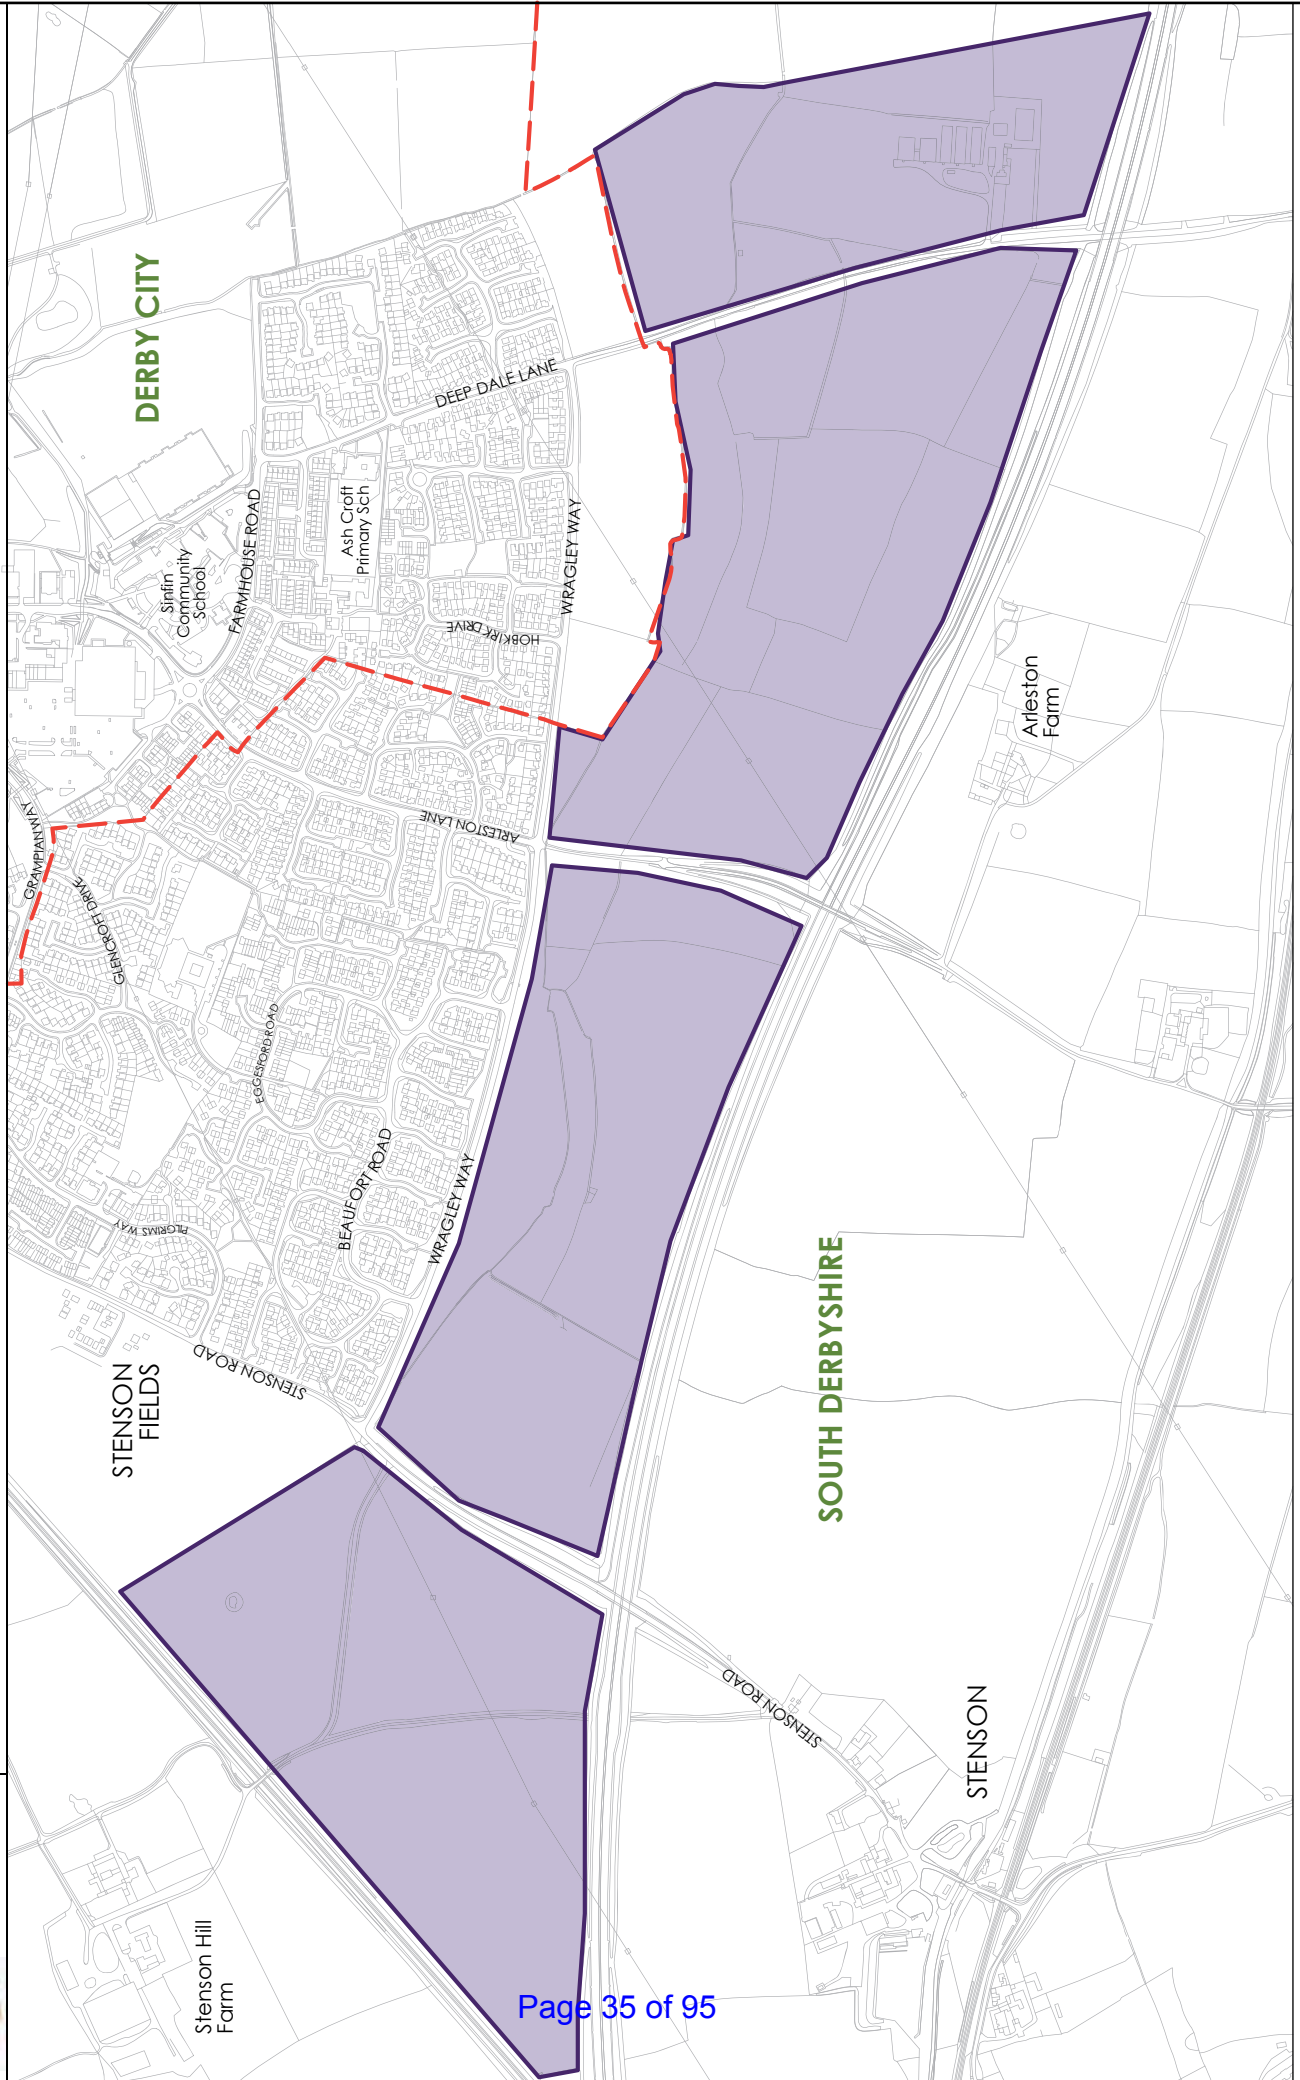 DERBY CITY
DEEP DALE LANE
FARMHOUSE ROAD
Ash Croft
Primary Sch
Sinfin
Community
School
WRAGLEY WAY
HOBKIRK DRIVE
Arleston
Farm
ARLESTON LANE
GRAMPIAN WAY
GLENCROFT DRIVE
EGGESFORD ROAD
BEAUFORT ROAD
WRAGLEY WAY
PILGRIMS WAY
STENSON ROAD
STENSON
FIELDS
SOUTH DERBYSHIRE
STENSON ROAD
STENSON
Stenson Hill
Farm
Page 35 of 95